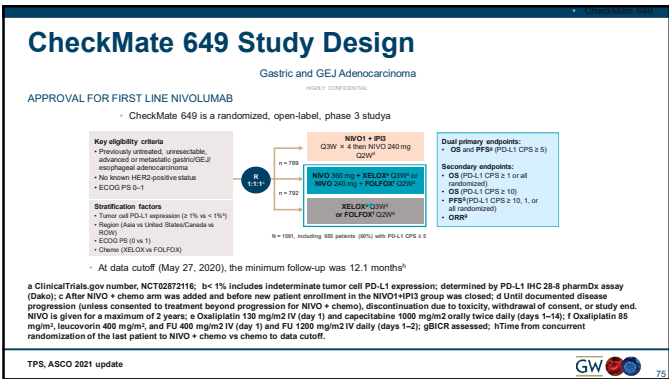 • CheckMate 649
CheckMate 649 Study Design
Gastric and GEJ Adenocarcinoma
HIGHLY CONFIDENTIAL
APPROVAL FOR FIRST LINE NIVOLUMAB
• CheckMate 649 is a randomized, open-label, phase 3 studya
Key eligibility criteria
• Previously untreated, unresectable,
advanced or metastatic gastric/GEJ/
esophageal adenocarcinoma
• No known HER2-positive status
• ECOG PS 0–1
Stratification factors
• Tumor cell PD-L1 expression (≥ 1% vs < 1%b)
• Region (Asia vs United States/Canada vs
ROW)
• ECOG PS (0 vs 1)
• Chemo (XELOX vs FOLFOX)
R
1:1:1c
n = 789
n = 792
NIVO1 + IPI3
Q3W × 4 then NIVO 240 mg
Q2Wd
NIVO 360 mg + XELOXe Q3Wd or
NIVO 240 mg + FOLFOXf Q2Wd
XELOXe Q3Wd
or FOLFOXf Q2Wd
N = 1581, including 955 patients (60%) with PD-L1 CPS ≥ 5
Dual primary endpoints:
• OS and PFSg (PD-L1 CPS ≥ 5)
Secondary endpoints:
• OS (PD-L1 CPS ≥ 1 or all
randomized)
• OS (PD-L1 CPS ≥ 10)
• PFSg (PD-L1 CPS ≥ 10, 1, or
all randomized)
• ORRg
• At data cutoff (May 27, 2020), the minimum follow-up was 12.1 monthsh
a ClinicalTrials.gov number, NCT02872116; b< 1% includes indeterminate tumor cell PD-L1 expression; determined by PD-L1 IHC 28-8 pharmDx assay
(Dako); c After NIVO + chemo arm was added and before new patient enrollment in the NIVO1+IPI3 group was closed; d Until documented disease
progression (unless consented to treatment beyond progression for NIVO + chemo), discontinuation due to toxicity, withdrawal of consent, or study end.
NIVO is given for a maximum of 2 years; e Oxaliplatin 130 mg/m2 IV (day 1) and capecitabine 1000 mg/m2 orally twice daily (days 1–14); f Oxaliplatin 85
mg/m², leucovorin 400 mg/m², and FU 400 mg/m2 IV (day 1) and FU 1200 mg/m2 IV daily (days 1–2); gBICR assessed; hTime from concurrent
randomization of the last patient to NIVO + chemo vs chemo to data cutoff.
TPS, ASCO 2021 update
GW
75